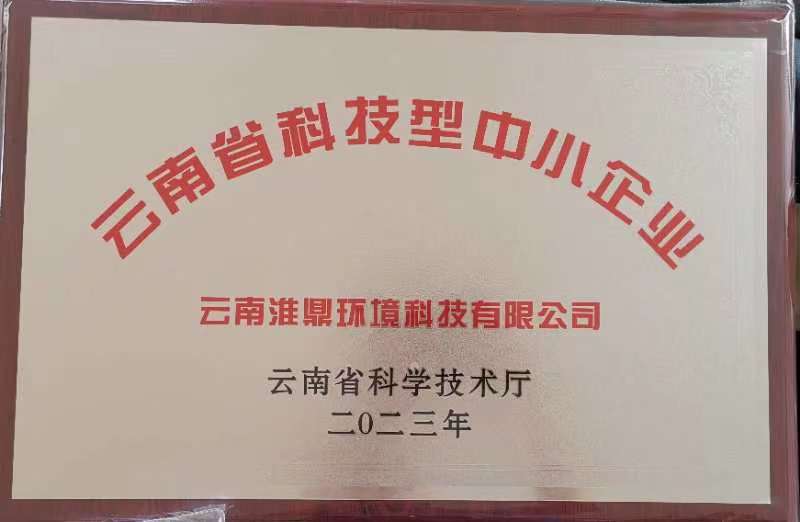 云南省科技型中小企业
云南淮鼎环境科技有限公司
云南省科学技术厅
二0二三年